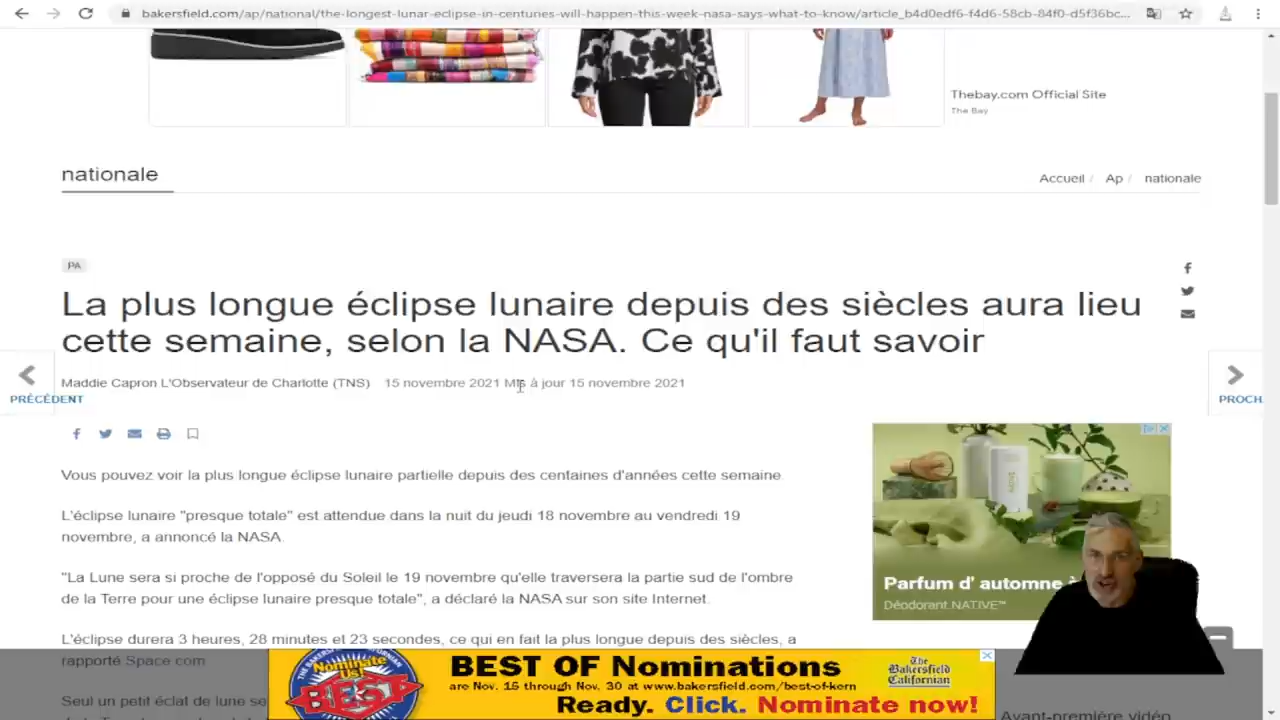 bakersfield.com/ap/national/the-longest-lunar-eclipse-in-centuries-will-happen-this-week-nasa-says-what-to-know/article_b4d0edf6-f4d6-58cb-84f0-d5f36bc...
Thebay.com Official Site
The Bay
nationale
Accueil / Ap / nationale
PA
La plus longue éclipse lunaire depuis des siècles aura lieu
cette semaine, selon la NASA. Ce qu'il faut savoir
Maddie Capron L'Observateur de Charlotte (TNS) 15 novembre 2021 Mis à jour 15 novembre 2021
PRÉCÉDENT
PROCH
Vous pouvez voir la plus longue éclipse lunaire partielle depuis des centaines d'années cette semaine
L'éclipse lunaire "presque totale" est attendue dans la nuit du jeudi 18 novembre au vendredi 19
novembre, a annoncé la NASA.
"La Lune sera si proche de l'opposé du Soleil le 19 novembre qu'elle traversera la partie sud de l'ombre
de la Terre pour une éclipse lunaire presque totale", a déclaré la NASA sur son site Internet.
Parfum d' automne
Déodorant NATIVE™
L'éclipse durera 3 heures, 28 minutes et 23 secondes, ce qui en fait la plus longue depuis des siècles, a
rapporté Space com
Seul un petit éclat de lune se
Nominate
Us!
BEST
BEST OF Nominations
are Nov. 15 through Nov. 30 at www.bakersfield.com/best-of-kern
Ready. Click. Nominate now!
The
Bakersfield
Californian
Avant-première vidéo